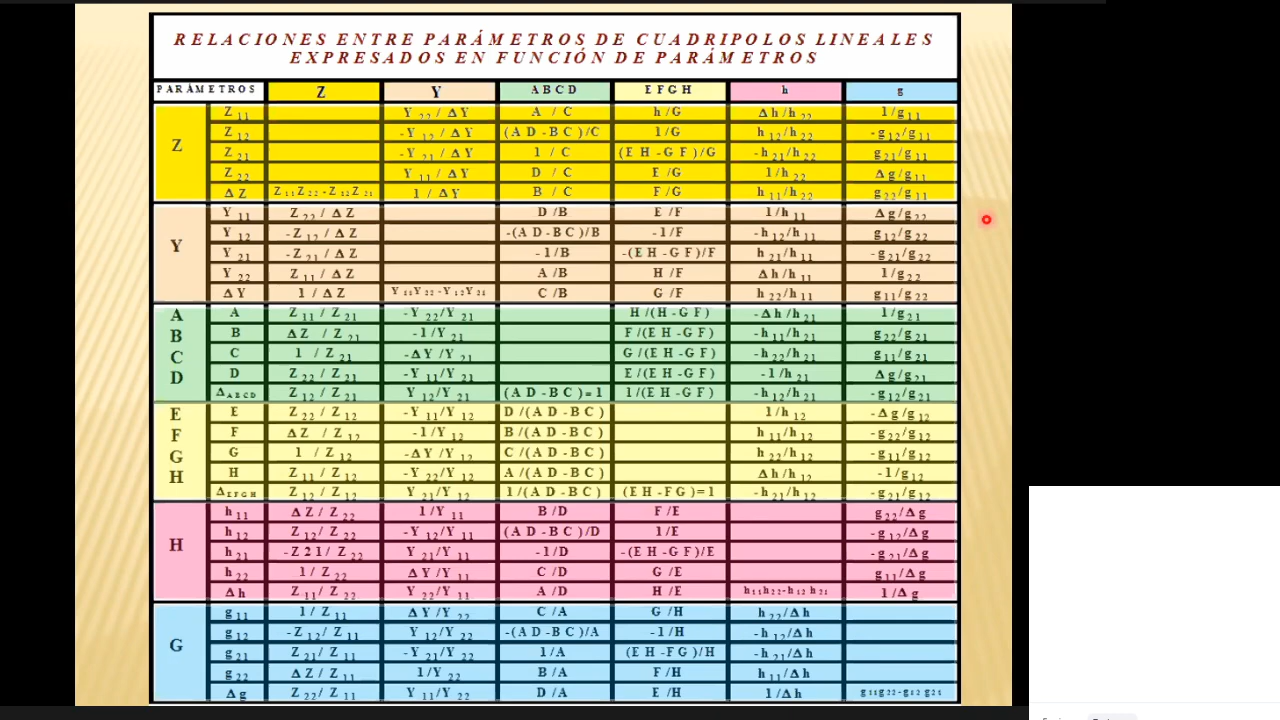 RELACIONES ENTRE PARÁMETROS DE CUADRIPOLOS LINEALES
EXPRESADOS EN FUNCIÓN DE PARÁMETROS
PARÁMETROS Z Y ABCD EFGH h g
Z
Z11 Y22/ΔY A/C h/G Δh/h22 1/g11
Z12 -Y12/ΔY (AD-BC)/C 1/G h12/h22 -g12/g11
Z21 -Y21/ΔY 1/C (EH-GF)/G -h21/h22 g21/g11
Z22 Y11/ΔY D/C E/G 1/h22 Δg/g11
ΔZ Z11Z22-Z12Z21 1/ΔY B/C F/G h11/h22 g22/g11
Y
Y11 Z22/ΔZ D/B E/F 1/h11 Δg/g22
Y12 -Z12/ΔZ -(AD-BC)/B -1/F -h12/h11 g12/g22
Y21 -Z21/ΔZ -1/B -(EH-GF)/F h21/h11 -g21/g22
Y22 Z11/ΔZ A/B H/F Δh/h11 1/g22
ΔY 1/ΔZ Y11Y22-Y12Y21 C/B G/F h22/h11 g11/g22
A B C D
A Z11/Z21 -Y22/Y21 H/(H-GF) -Δh/h21 1/g21
B ΔZ/Z21 -1/Y21 F/(EH-GF) -h11/h21 g22/g21
C 1/Z21 -ΔY/Y21 G/(EH-GF) -h22/h21 g11/g21
D Z22/Z21 -Y11/Y21 E/(EH-GF) -1/h21 Δg/g21
ΔABCD Z12/Z21 Y12/Y21 (AD-BC)=1 1/(EH-GF) -h12/h21 -g12/g21
E F G H
E Z22/Z12 -Y11/Y12 D/(AD-BC) 1/h12 -Δg/g12
F ΔZ/Z12 -1/Y12 B/(AD-BC) h11/h12 -g22/g12
G 1/Z12 -ΔY/Y12 C/(AD-BC) h22/h12 -g11/g12
H Z11/Z12 -Y22/Y12 A/(AD-BC) Δh/h12 -1/g12
ΔEFGH Z12/Z12 Y21/Y12 1/(AD-BC) (EH-FG)=1 -h21/h12 -g21/g12
H
h11 ΔZ/Z22 1/Y11 B/D F/E g22/Δg
h12 Z12/Z22 -Y12/Y11 (AD-BC)/D 1/E -g12/Δg
h21 -Z21/Z22 Y21/Y11 -1/D -(EH-GF)/E -g21/Δg
h22 1/Z22 ΔY/Y11 C/D G/E g11/Δg
Δh Z11/Z22 Y22/Y11 A/D H/E h11h22-h12h21 1/Δg
G
g11 1/Z11 ΔY/Y22 C/A G/H h22/Δh
g12 -Z12/Z11 Y12/Y22 -(AD-BC)/A -1/H -h12/Δh
g21 Z21/Z11 -Y21/Y22 1/A (EH-FG)/H -h21/Δh
g22 ΔZ/Z11 1/Y22 B/A F/H h11/Δh
Δg Z22/Z11 Y11/Y22 D/A E/H 1/Δh g11g22-g12g21